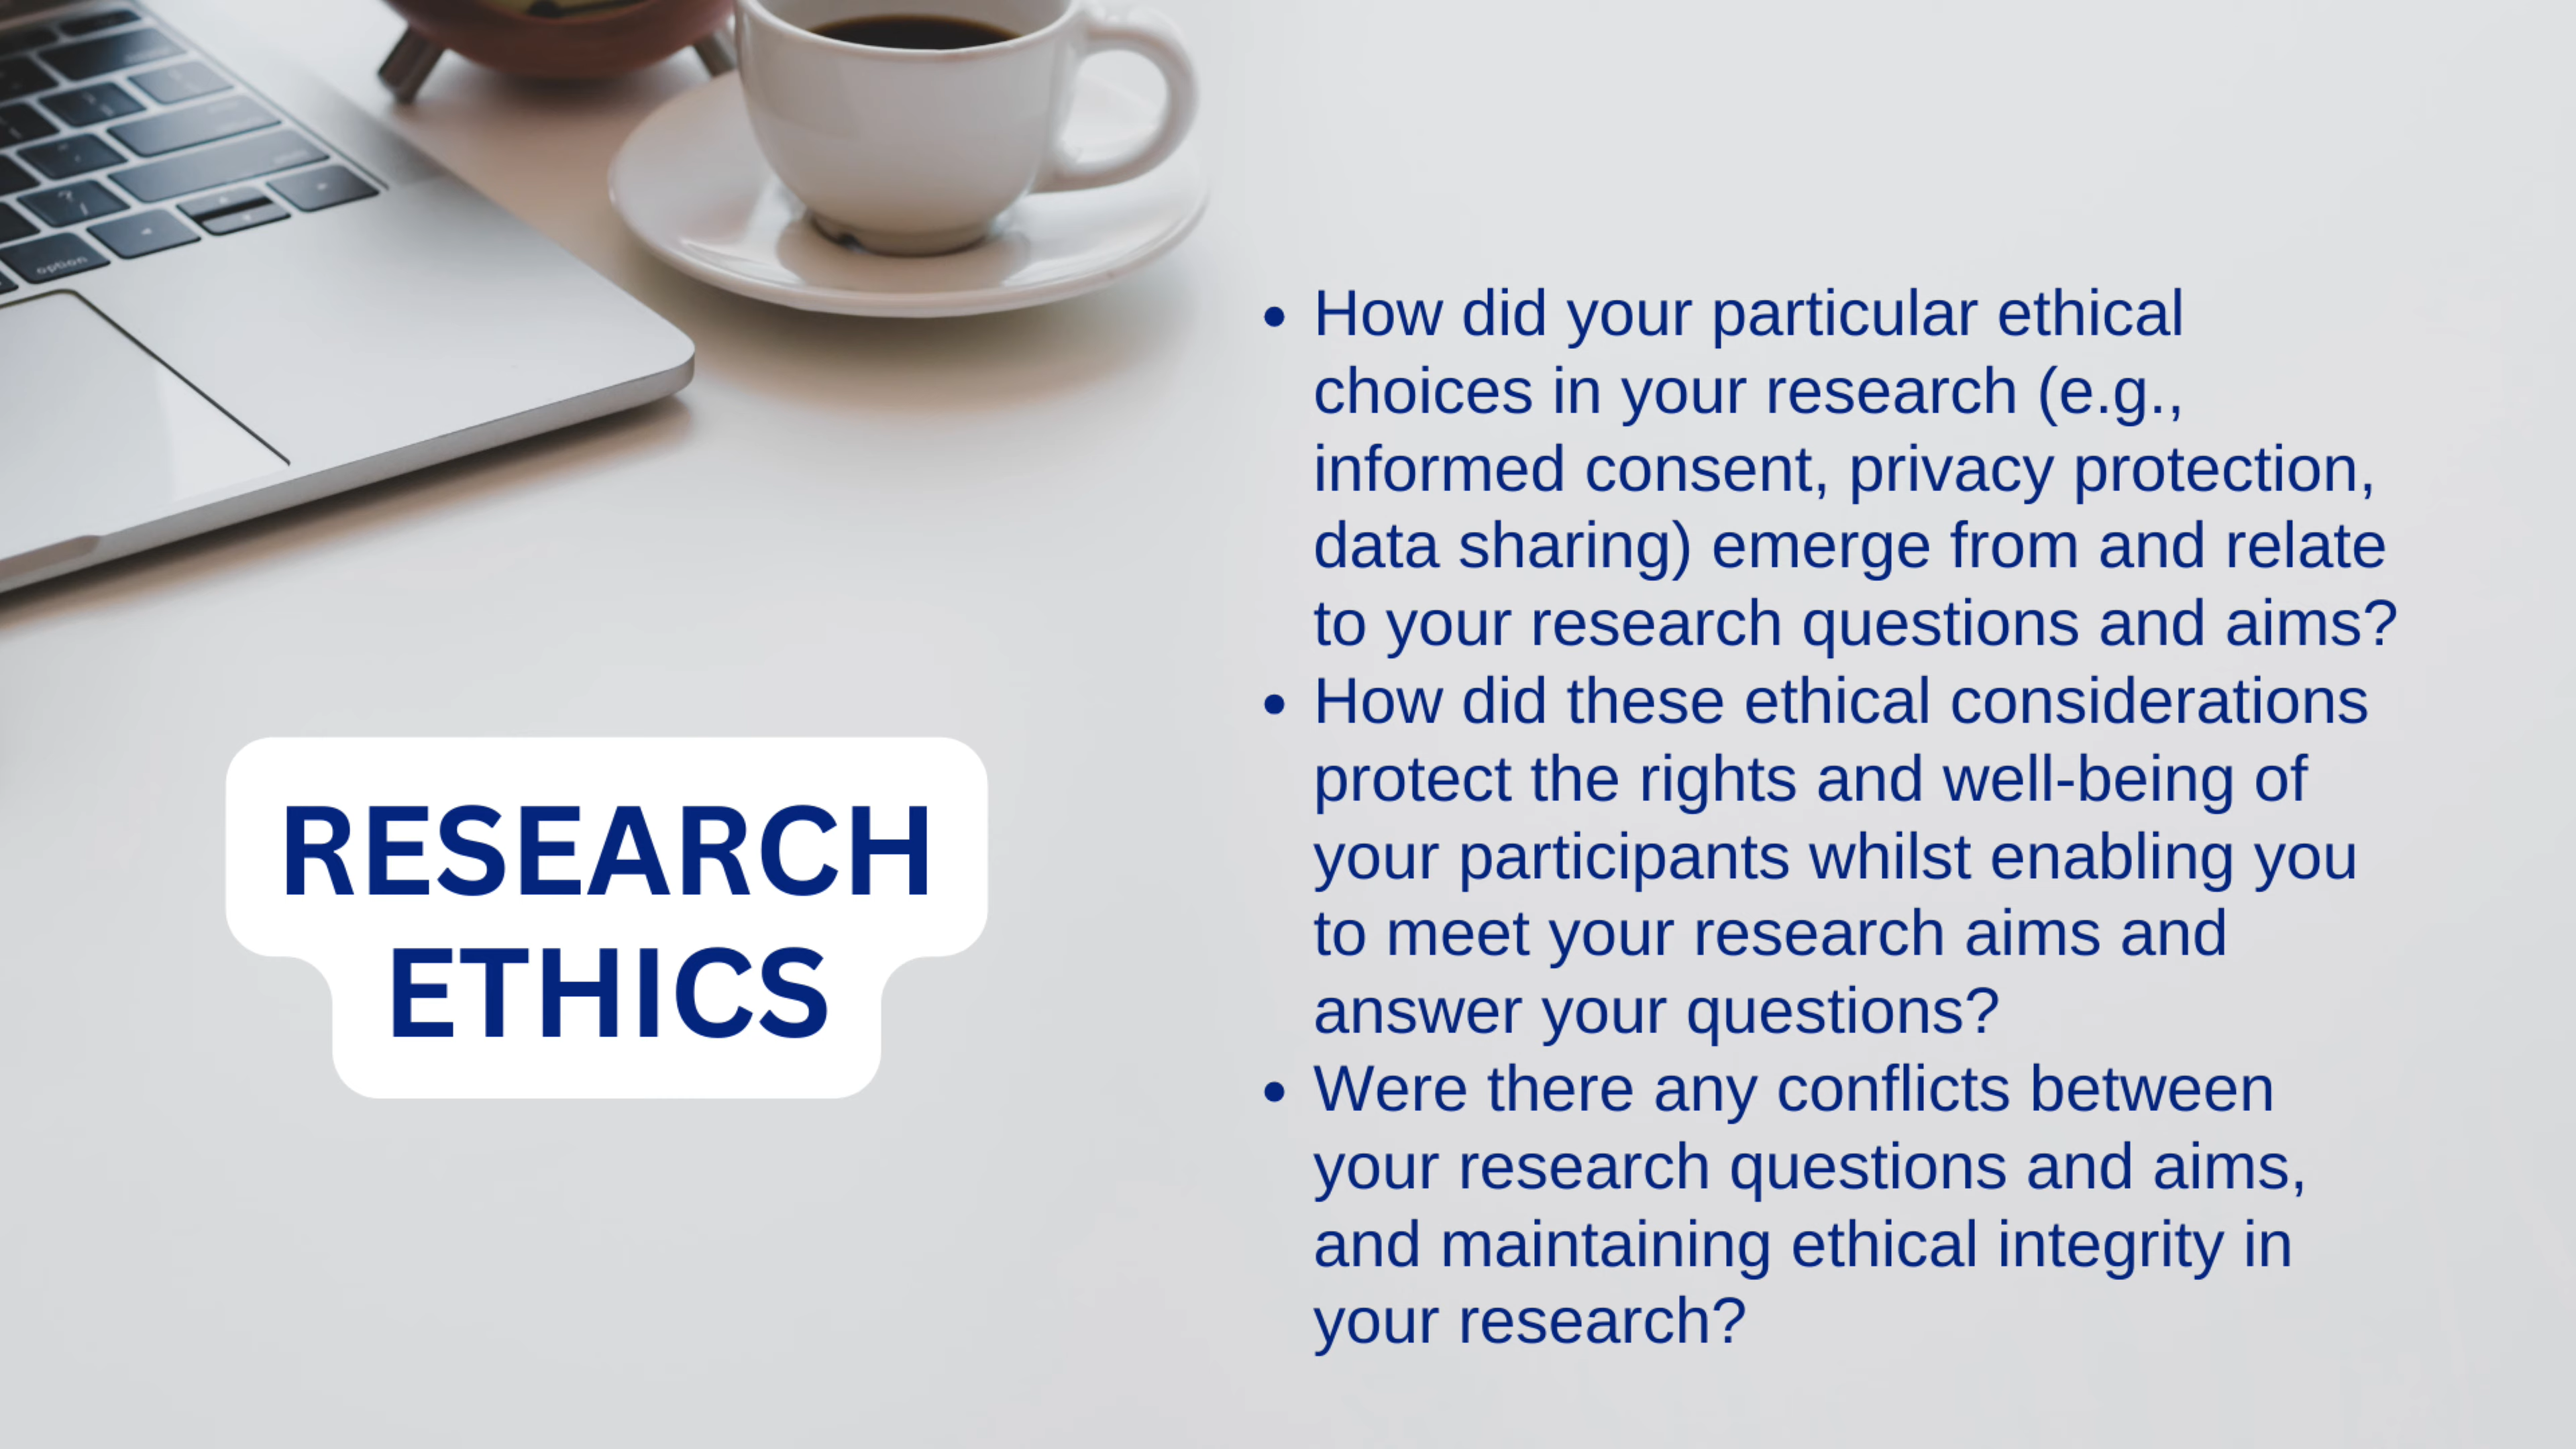 option
RESEARCH
ETHICS
• How did your particular ethical
choices in your research (e.g.,
informed consent, privacy protection,
data sharing) emerge from and relate
to your research questions and aims?
• How did these ethical considerations
protect the rights and well-being of
your participants whilst enabling you
to meet your research aims and
answer your questions?
• Were there any conflicts between
your research questions and aims,
and maintaining ethical integrity in
your research?